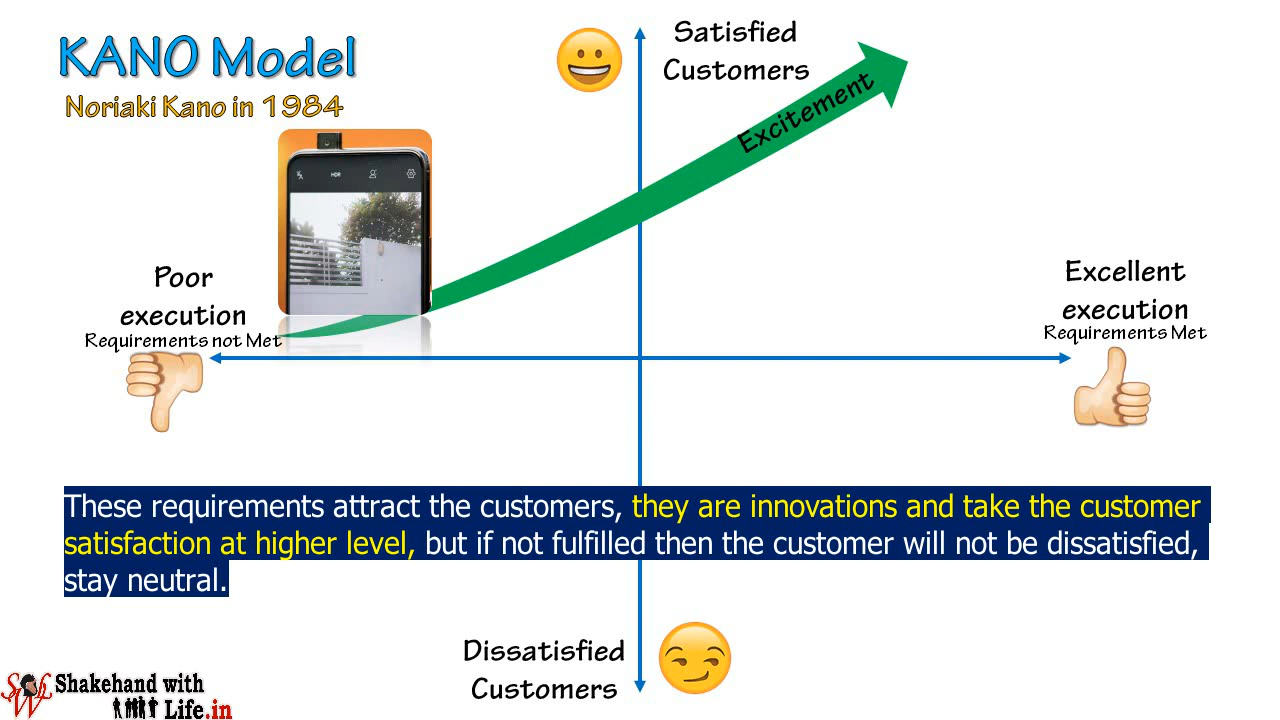 KANO Model
Noriaki Kano in 1984
Satisfied
Customers
Excitement
HDR
Poor
execution
Requirements not Met
Excellent
execution
Requirements Met
These requirements attract the customers, they are innovations and take the customer
satisfaction at higher level, but if not fulfilled then the customer will not be dissatisfied,
stay neutral.
Dissatisfied
Customers
SWL
Shakehand with
Life.in